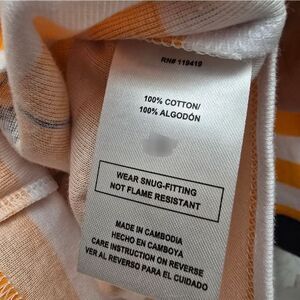 RN# 119419
100% COTTON/
100% ALGODÓN
WEAR SNUG-FITTING
NOT FLAME RESISTANT
MADE IN CAMBODIA
HECHO EN CAMBOYA
CARE INSTRUCTION ON REVERSE
VER AL REVERSO PARA EL CUIDADO